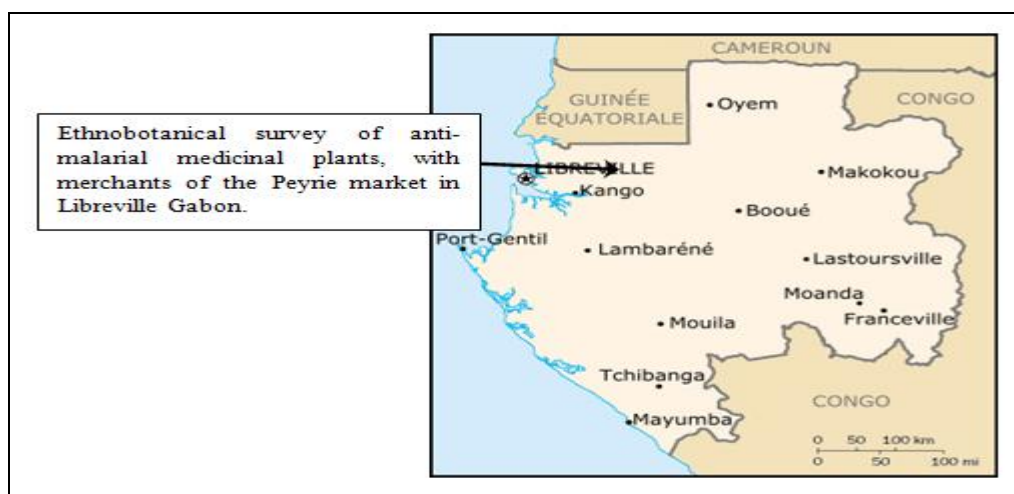 CAMEROUN
GUINÉE
ÉQUATORIALE
CONGO
Oyem
Ethnobotanical survey of anti-
malarial medicinal plants, with
merchants of the Peyrie market in
Libreville Gabon.
LIBREVILLE
Kango
Makokou
Booué
Port-Gentil
Lambaréné
Lastoursville
Moanda
Franceville
Mouila
Tchibanga
Mayumba
CONGO
0 50 100 km
0 50 100 mi